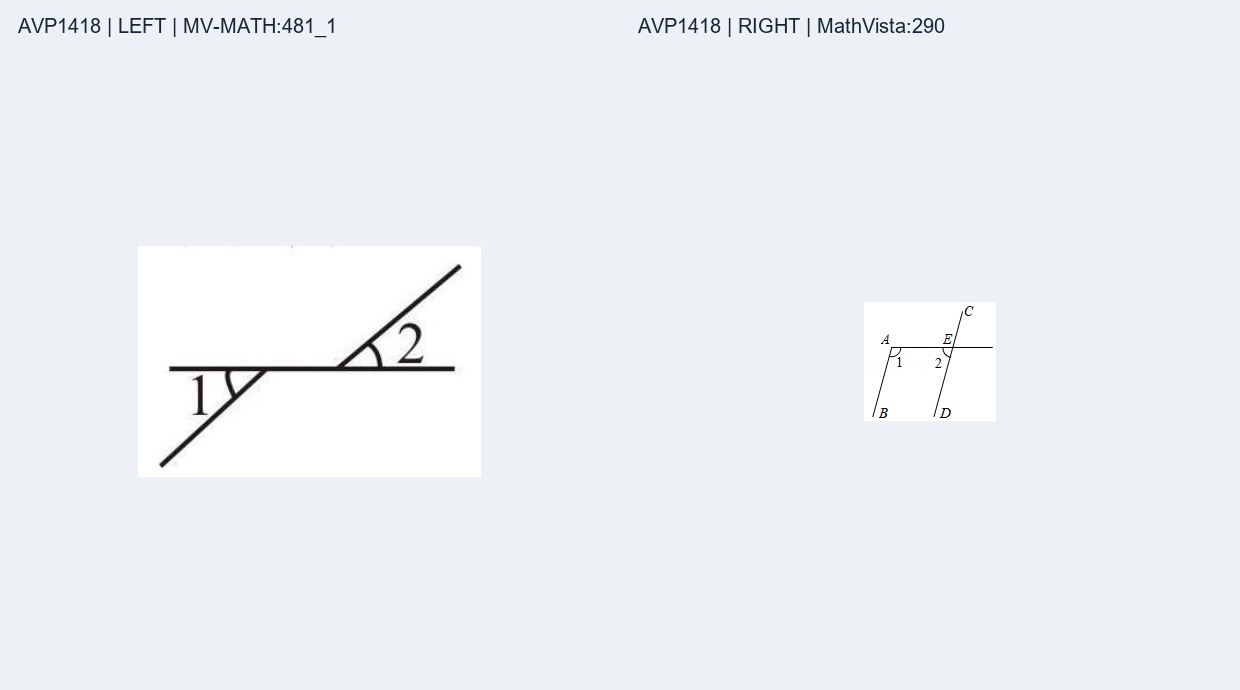 AVP1418 | LEFT | MV-MATH:481_1
AVP1418 | RIGHT | MathVista:290
2
1
C
A E
1 2
B D